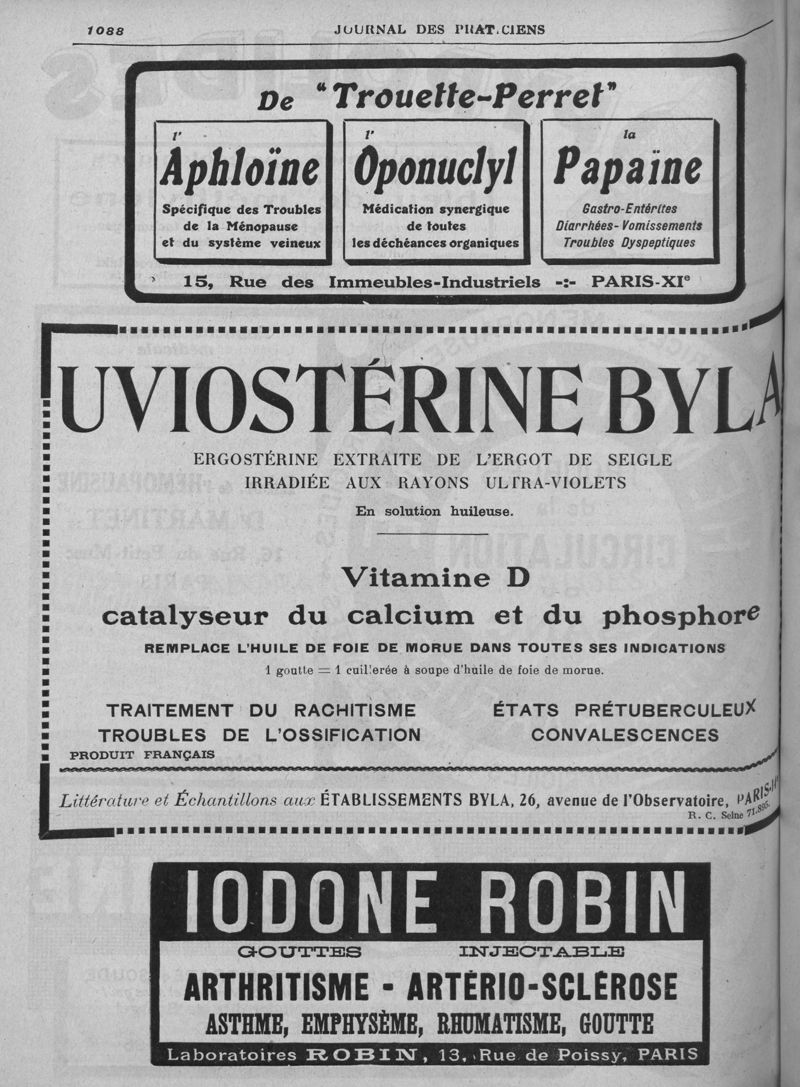 1088
JOURNAL DES PRATICIENS
De "Trouette-Perret"
l'
Aphloïne
Spécifique des Troubles
de la Ménopause
et du système veineux
l'
Oponuclyl
Médication synergique
de toutes
les déchéances organiques
la
Papaïne
Gastro-Entérites
Diarrhées-Vomissements
Troubles Dyspeptiques
15, Rue des Immeubles-Industriels -:- PARIS-XIe
UVIOSTÉRINE BYLA
ERGOSTÉRINE EXTRAITE DE L'ERGOT DE SEIGLE
IRRADIÉE AUX RAYONS ULTRA-VIOLETS
En solution huileuse.
Vitamine D
catalyseur du calcium et du phosphore
REMPLACE L'HUILE DE FOIE DE MORUE DANS TOUTES SES INDICATIONS
1 goutte = 1 cuillerée à soupe d'huile de foie de morue.
TRAITEMENT DU RACHITISME
ÉTATS PRÉTUBERCULEUX
TROUBLES DE L'OSSIFICATION
CONVALESCENCES
PRODUIT FRANÇAIS
Littérature et Échantillons aux ÉTABLISSEMENTS BYLA, 26, avenue de l'Observatoire,
R. C. Seine 71.895.
IODONE ROBIN
GOUTTES
INJECTABLE
ARTHRITISME - ARTÉRIO-SCLÉROSE
ASTHME, EMPHYSÈME, RHUMATISME, GOUTTE
Laboratoires ROBIN, 13, Rue de Poissy, PARIS